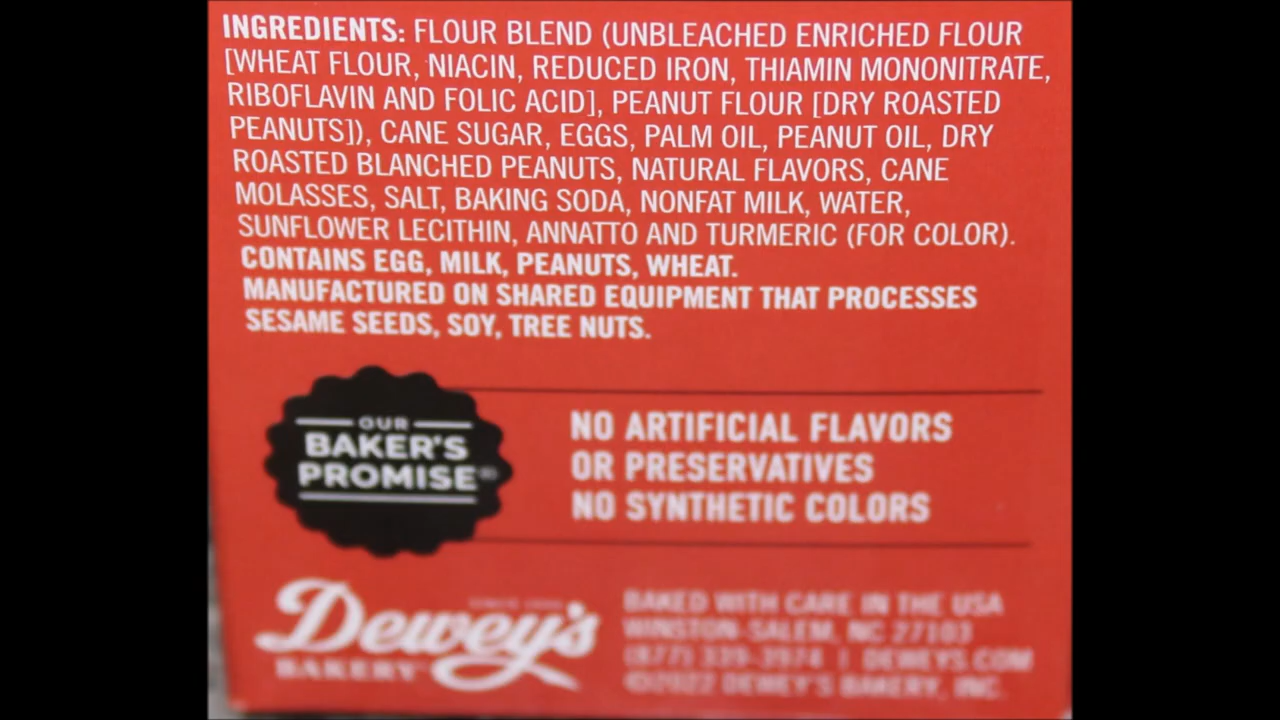 INGREDIENTS: FLOUR BLEND (UNBLEACHED ENRICHED FLOUR
[WHEAT FLOUR, NIACIN, REDUCED IRON, THIAMIN MONONITRATE,
RIBOFLAVIN AND FOLIC ACID], PEANUT FLOUR [DRY ROASTED
PEANUTS]), CANE SUGAR, EGGS, PALM OIL, PEANUT OIL, DRY
ROASTED BLANCHED PEANUTS, NATURAL FLAVORS, CANE
MOLASSES, SALT, BAKING SODA, NONFAT MILK, WATER,
SUNFLOWER LECITHIN, ANNATTO AND TURMERIC (FOR COLOR).
CONTAINS EGG, MILK, PEANUTS, WHEAT.
MANUFACTURED ON SHARED EQUIPMENT THAT PROCESSES
SESAME SEEDS, SOY, TREE NUTS.
OUR
BAKER'S
PROMISE
NO ARTIFICIAL FLAVORS
OR PRESERVATIVES
NO SYNTHETIC COLORS
Dewey's
BAKERY
BAKED WITH CARE IN THE USA
WINSTON-SALEM, NC 27103
(877) 339-3974 | DEWEYS.COM
©2022 DEWEY'S BAKERY, INC.